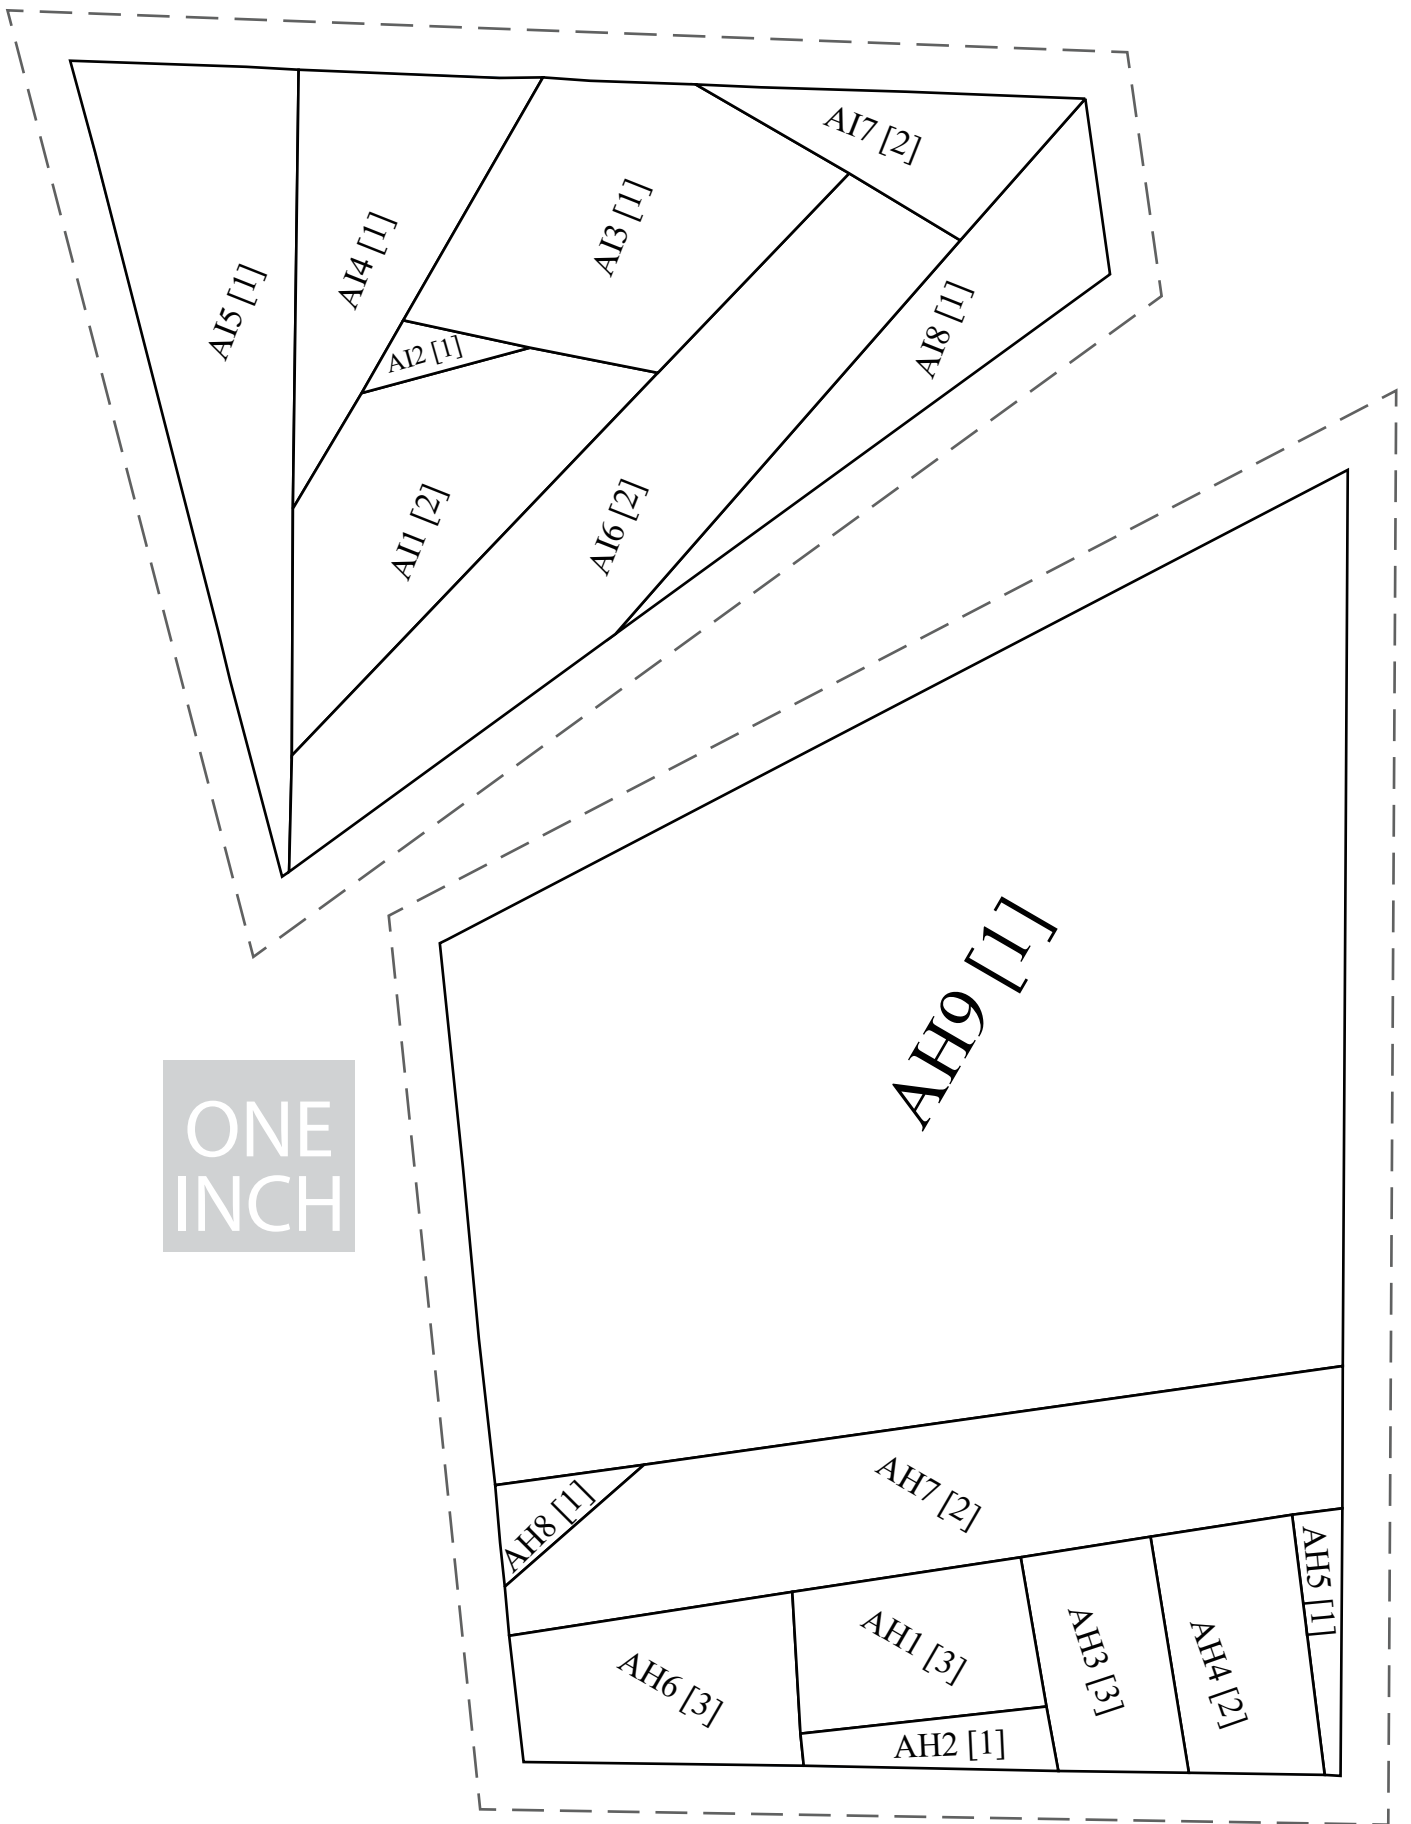 AI7 [2]
AI3 [1]
AI4 [1]
AI5 [1]
AI2 [1]
AI8 [1]
AI1 [2]
AI6 [2]
AH9 [1]
ONE
INCH
AH7 [2]
AH8 [1]
AH5 [1]
AH1 [3]
AH3 [3]
AH4 [2]
AH6 [3]
AH2 [1]